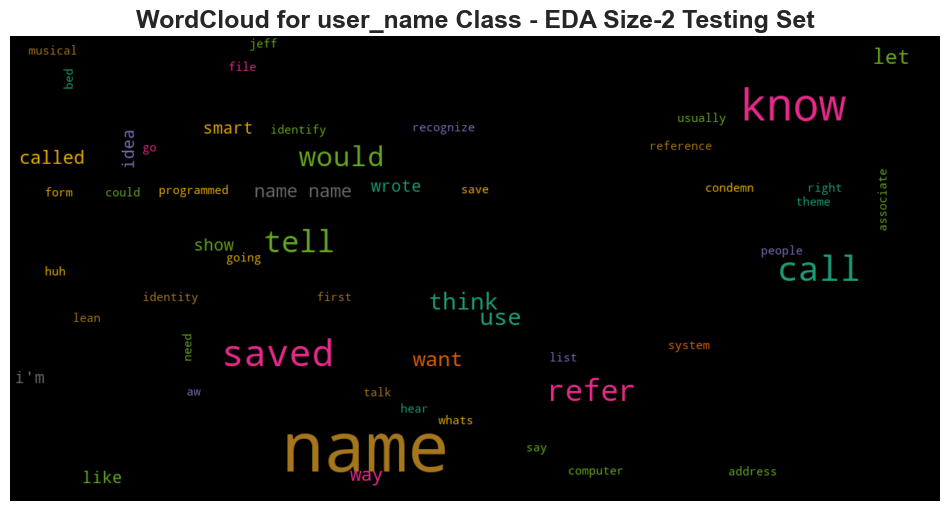 WordCloud for user_name Class - EDA Size-2 Testing Set
musical
jeff
let
bed
file
know
smart
identify
recognize
usually
called
idea
go
would
reference
form
could
programmed
name name
wrote
save
condemn
right
theme
associate
show
tell
going
people
huh
call
identity
first
think
use
lean
need
saved
want
list
system
i'm
aw
talk
refer
hear
whats
name
way
say
like
computer
address